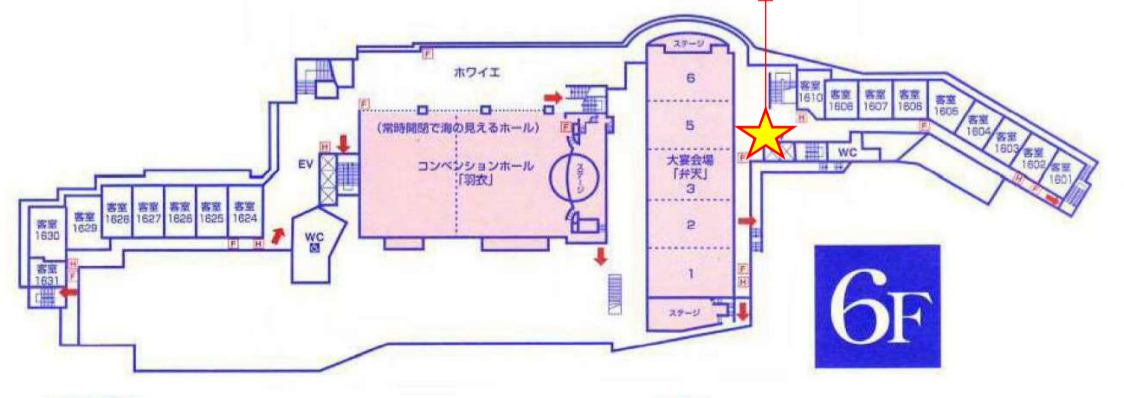 ステージ
6
5
大宴会場
「弁天」
3
2
1
ステージ
ホワイエ
(常時開閉で海の見えるホール)
コンベンションホール
「羽衣」
ステージ
EV
WC
WC
客室
1610
客室
1608
客室
1607
客室
1606
客室
1605
客室
1604
客室
1603
客室
1602
客室
1601
客室
1624
客室
1625
客室
1626
客室
1627
客室
1628
客室
1629
客室
1630
客室
1631
F
F
F
F
F
F
F
F
F
H
H
H
H
H
H
6F